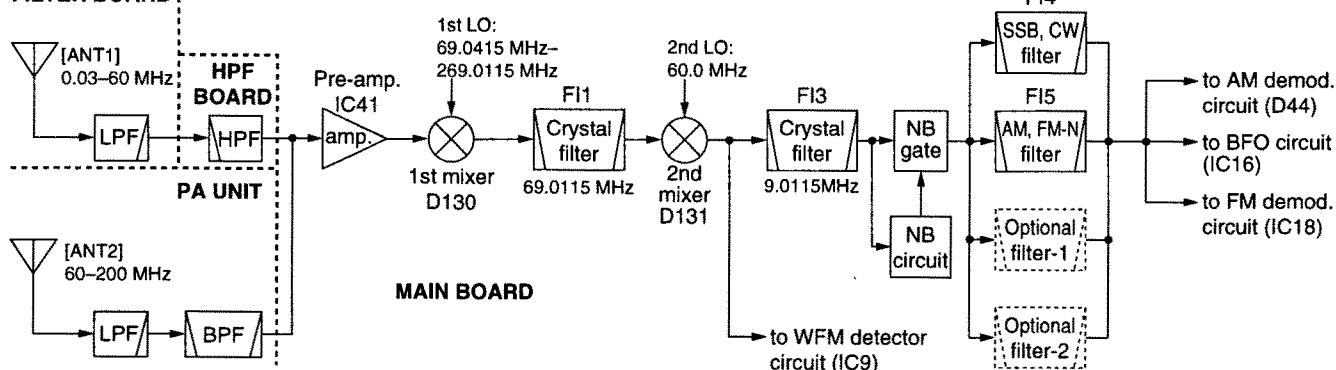 FILTER BOARD
[ANT1]
0.03–60 MHz
LPF
HPF
BOARD
HPF
Pre-amp.
IC41
amp.
1st LO:
69.0415 MHz–
269.0115 MHz
1st mixer
D130
FI1
Crystal
filter
69.0115 MHz
2nd LO:
60.0 MHz
2nd
mixer
D131
FI3
Crystal
filter
9.0115MHz
NB
gate
NB
circuit
FI4
SSB, CW
filter
FI5
AM, FM-N
filter
Optional
filter-1
Optional
filter-2
to AM demod.
circuit (D44)
to BFO circuit
(IC16)
to FM demod.
circuit (IC18)
PA UNIT
[ANT2]
60–200 MHz
LPF
BPF
MAIN BOARD
to WFM detector
circuit (IC9)